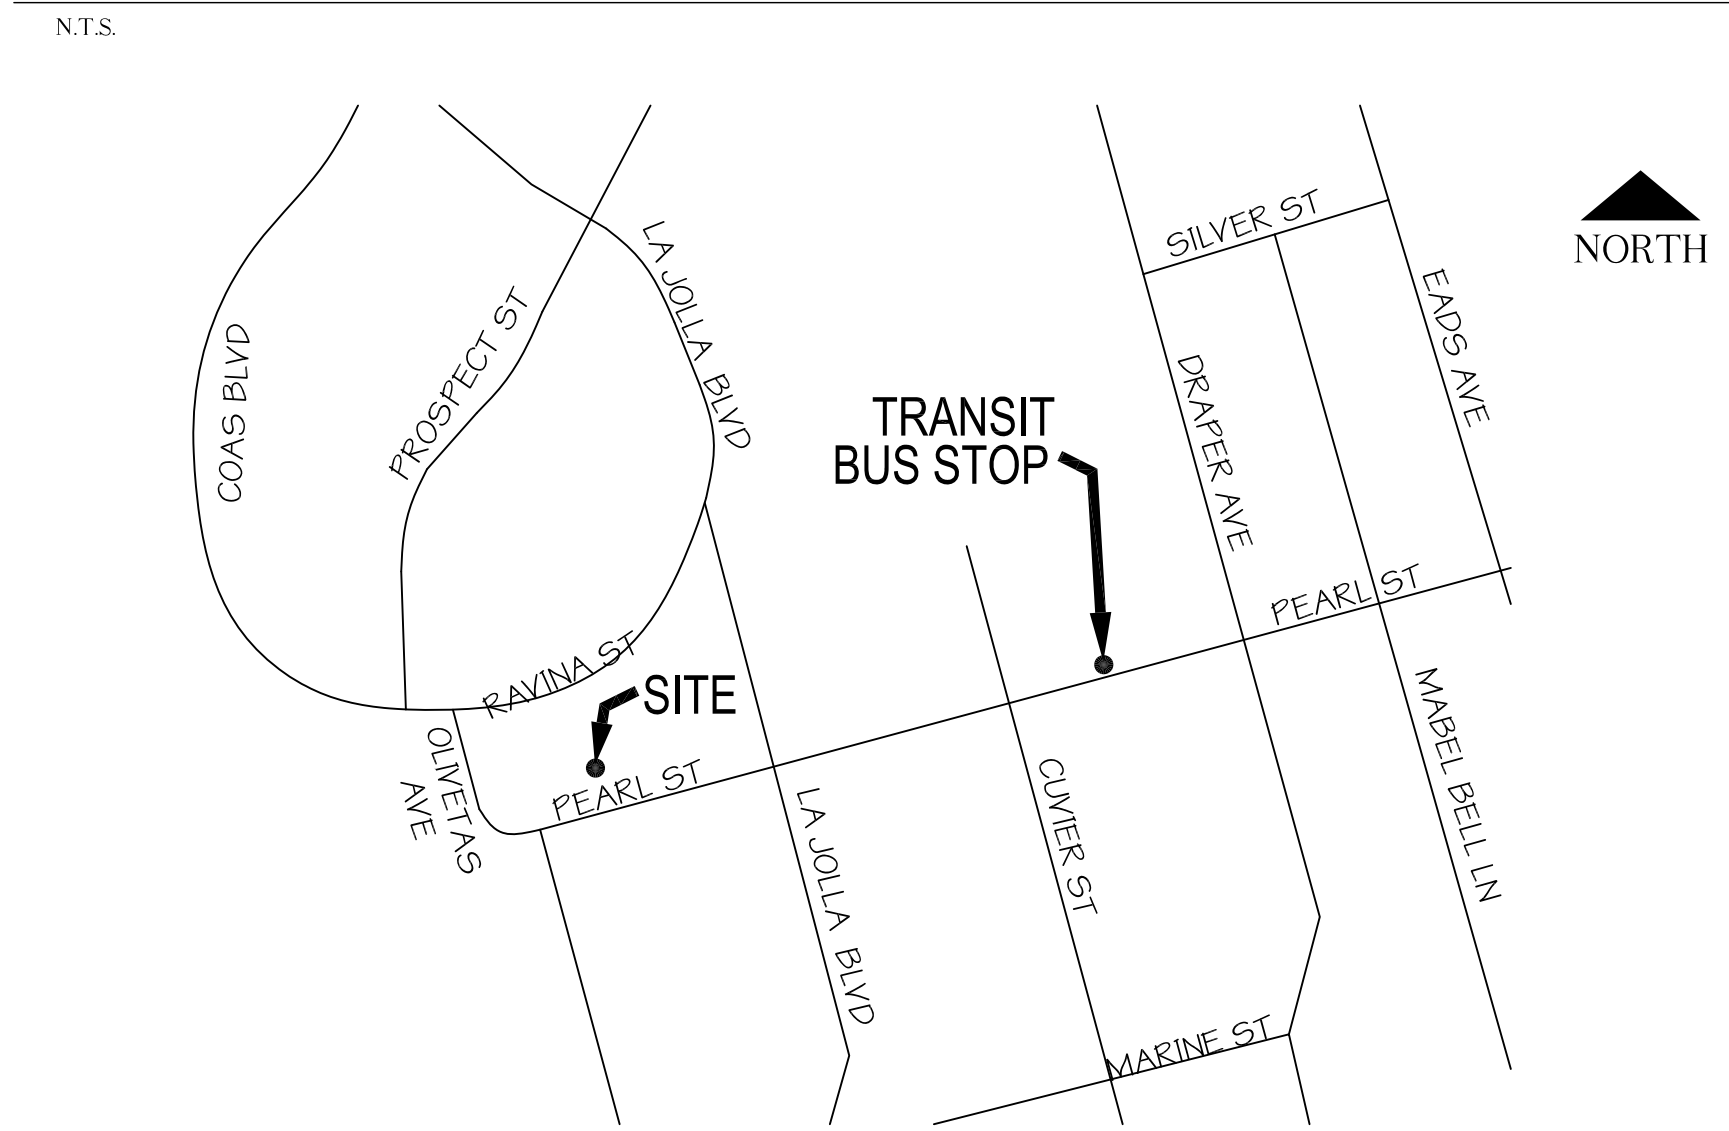 N.T.S.
NORTH
SILVER ST
LA JOLLA BLVD
EADS AVE
PROSPECT ST
COAS BLVD
DRAPER AVE
TRANSIT
BUS STOP
PEARL ST
RAVINA ST
SITE
OLIVETAS
AVE
PEARL ST
LA JOLLA BLVD
CUVIER ST
MABEL BELL LN
MARINE ST